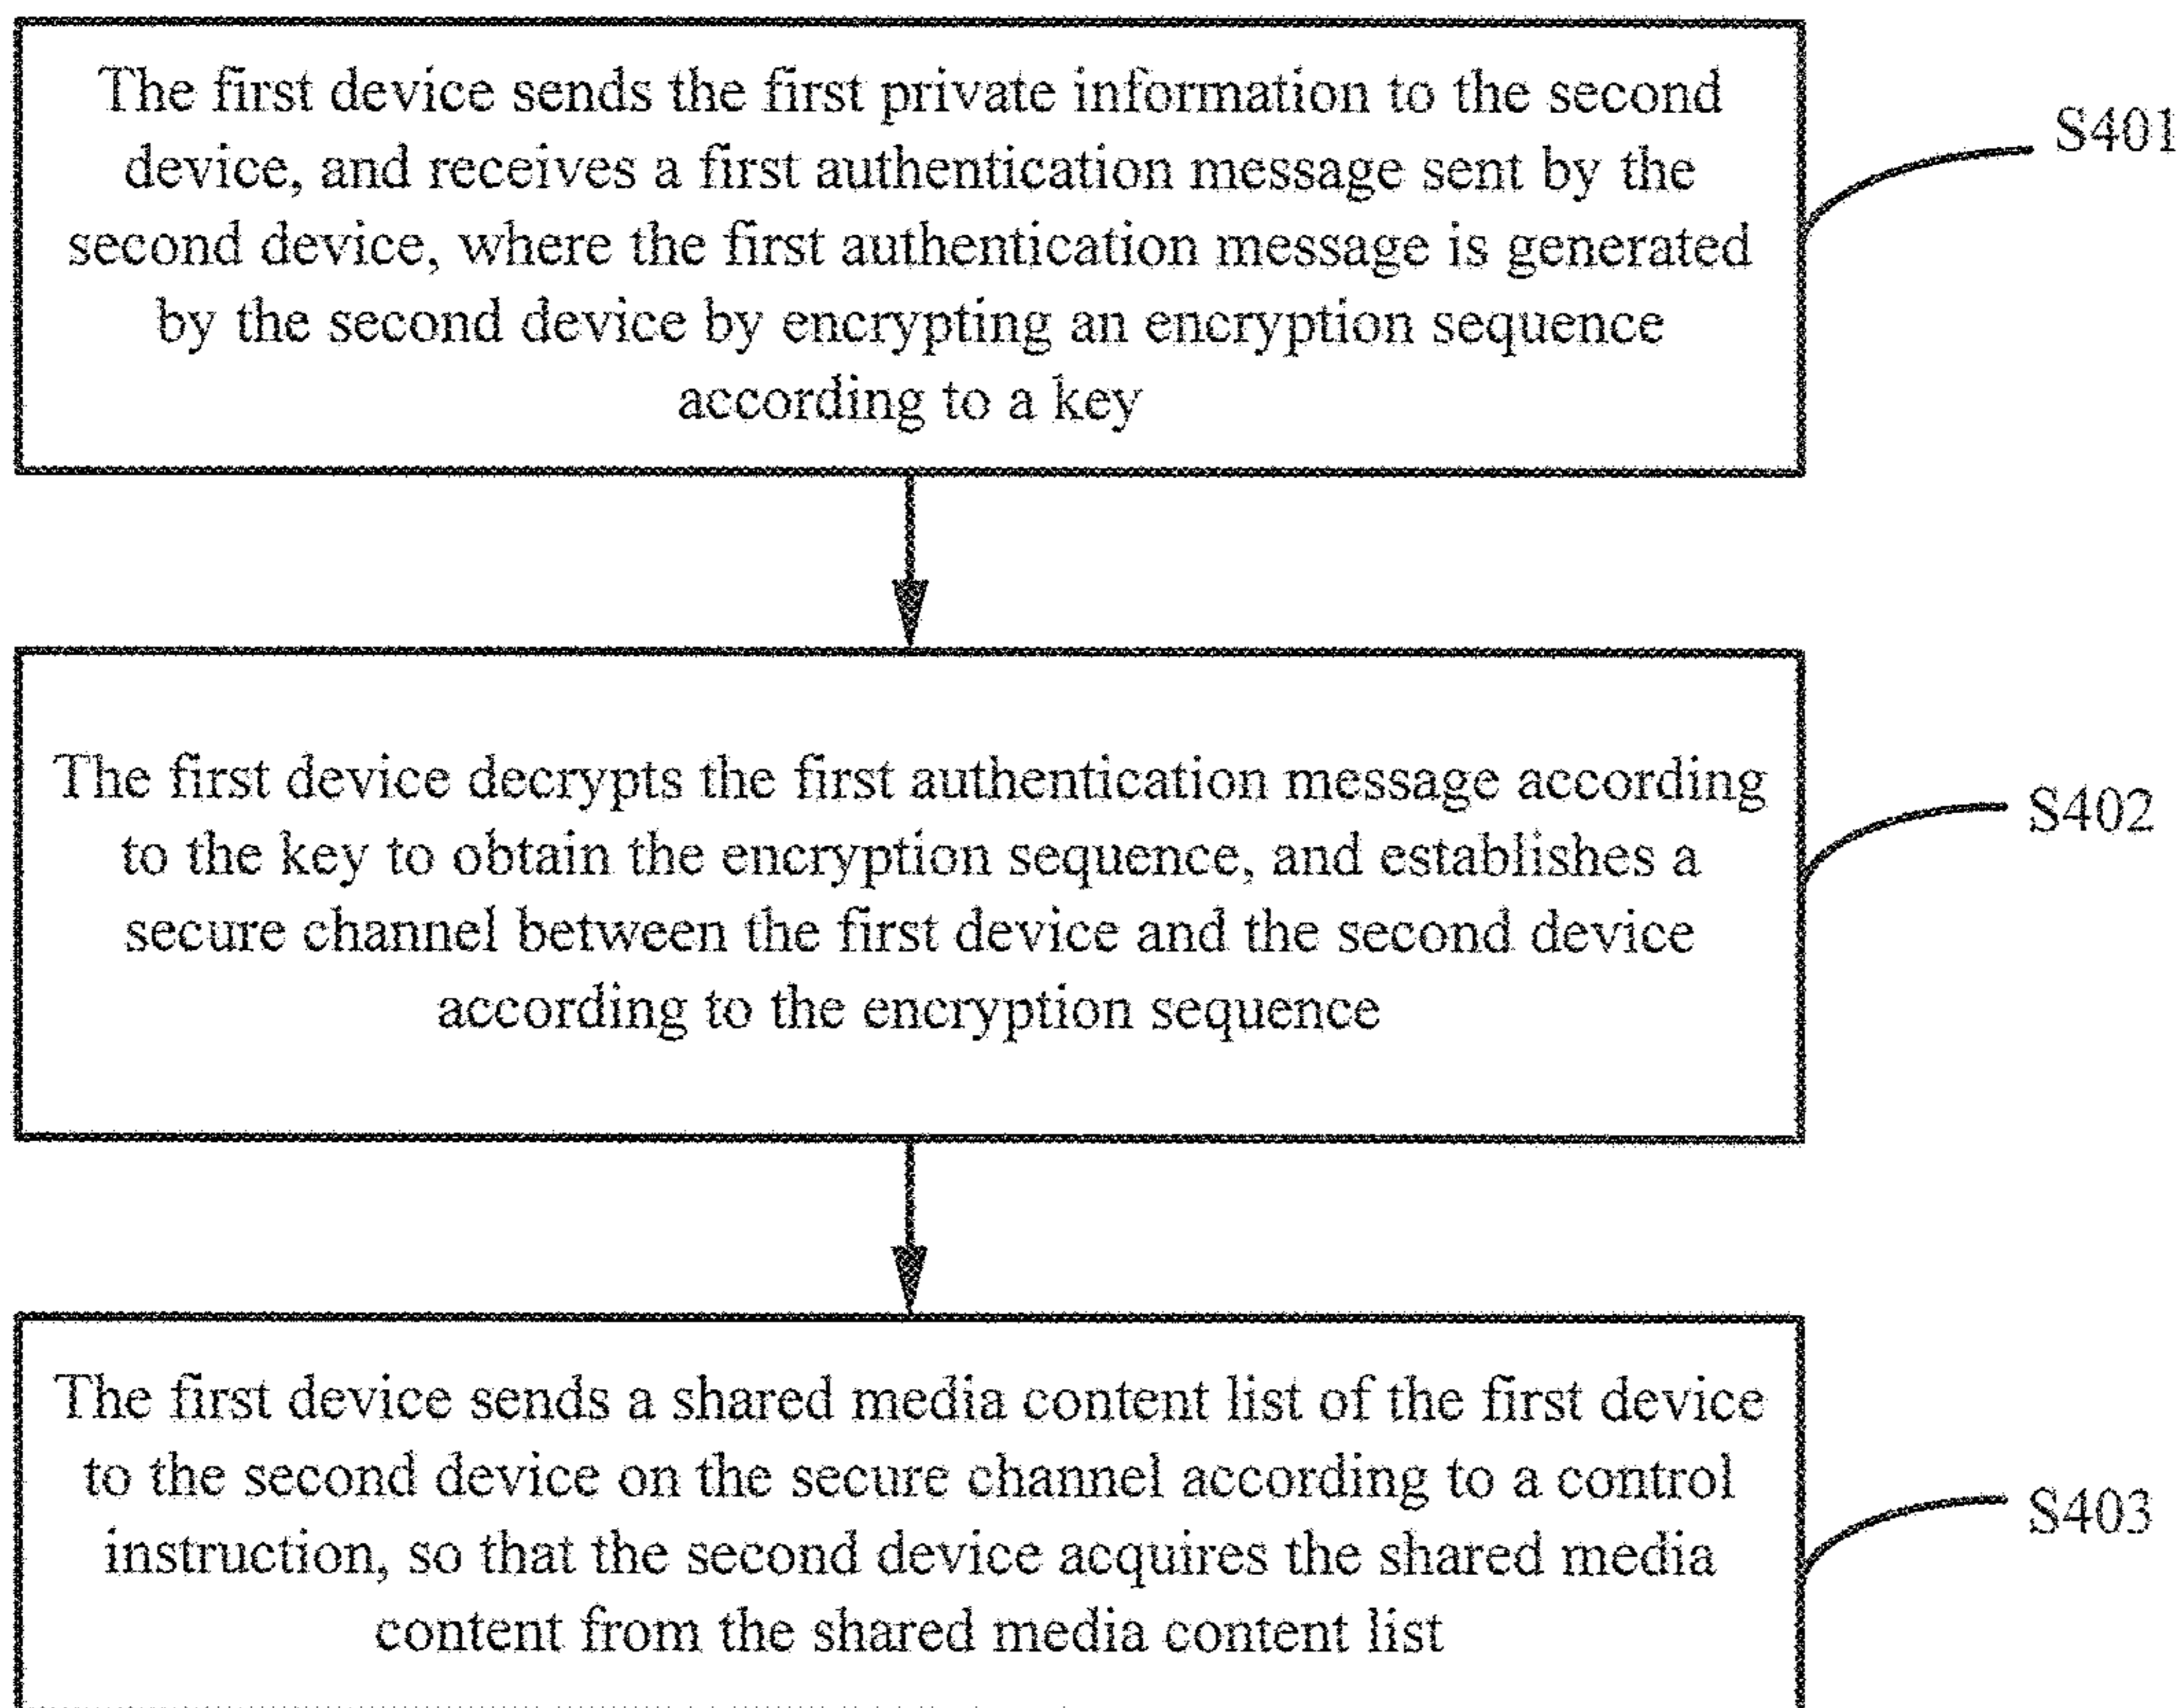 The first device sends the first private information to the second
device, and receives a first authentication message sent by the
second device, where the first authentication message is generated
by the second device by encrypting an encryption sequence
according to a key
S401
The first device decrypts the first authentication message according
to the key to obtain the encryption sequence, and establishes a
secure channel between the first device and the second device
according to the encryption sequence
S402
The first device sends a shared media content list of the first device
to the second device on the secure channel according to a control
instruction, so that the second device acquires the shared media
content from the shared media content list
S403